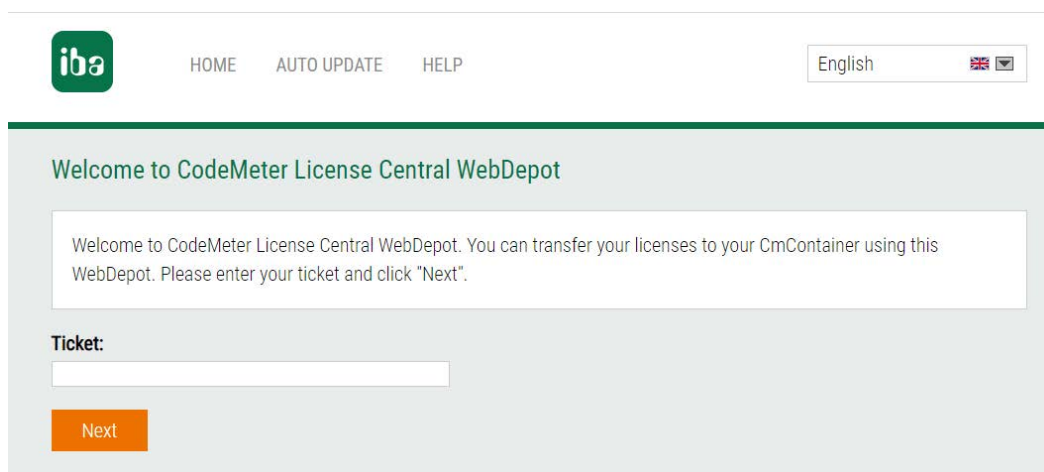 iba
HOME AUTO UPDATE HELP
English
Welcome to CodeMeter License Central WebDepot
Welcome to CodeMeter License Central WebDepot. You can transfer your licenses to your CmContainer using this
WebDepot. Please enter your ticket and click "Next".
Ticket:
Next